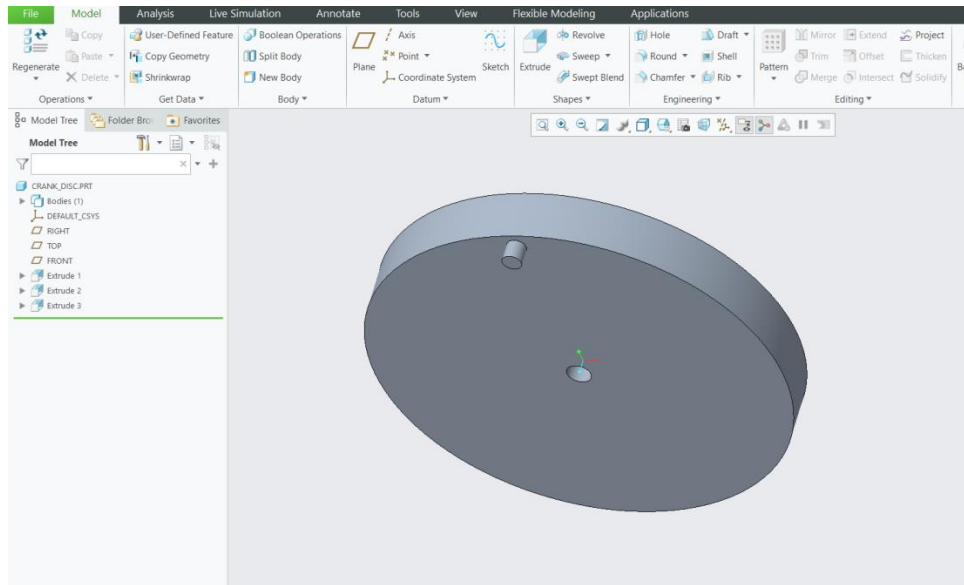 File Model Analysis Live Simulation Annotate Tools View Flexible Modeling Applications
Copy User-Defined Feature Boolean Operations Axis Revolve Hole Draft Mirror Extend Project
Paste Copy Geometry Split Body Point Sweep Round Shell Trim Offset Thicken
Regenerate Plane Sketch Extrude Pattern
Delete Shrinkwrap New Body Coordinate System Swept Blend Chamfer Rib Merge Intersect Solidify
Operations Get Data Body Datum Shapes Engineering Editing
Model Tree Folder Bro Favorites
Model Tree
CRANK_DISC.PRT
Bodies (1)
DEFAULT_CSYS
RIGHT
TOP
FRONT
Extrude 1
Extrude 2
Extrude 3